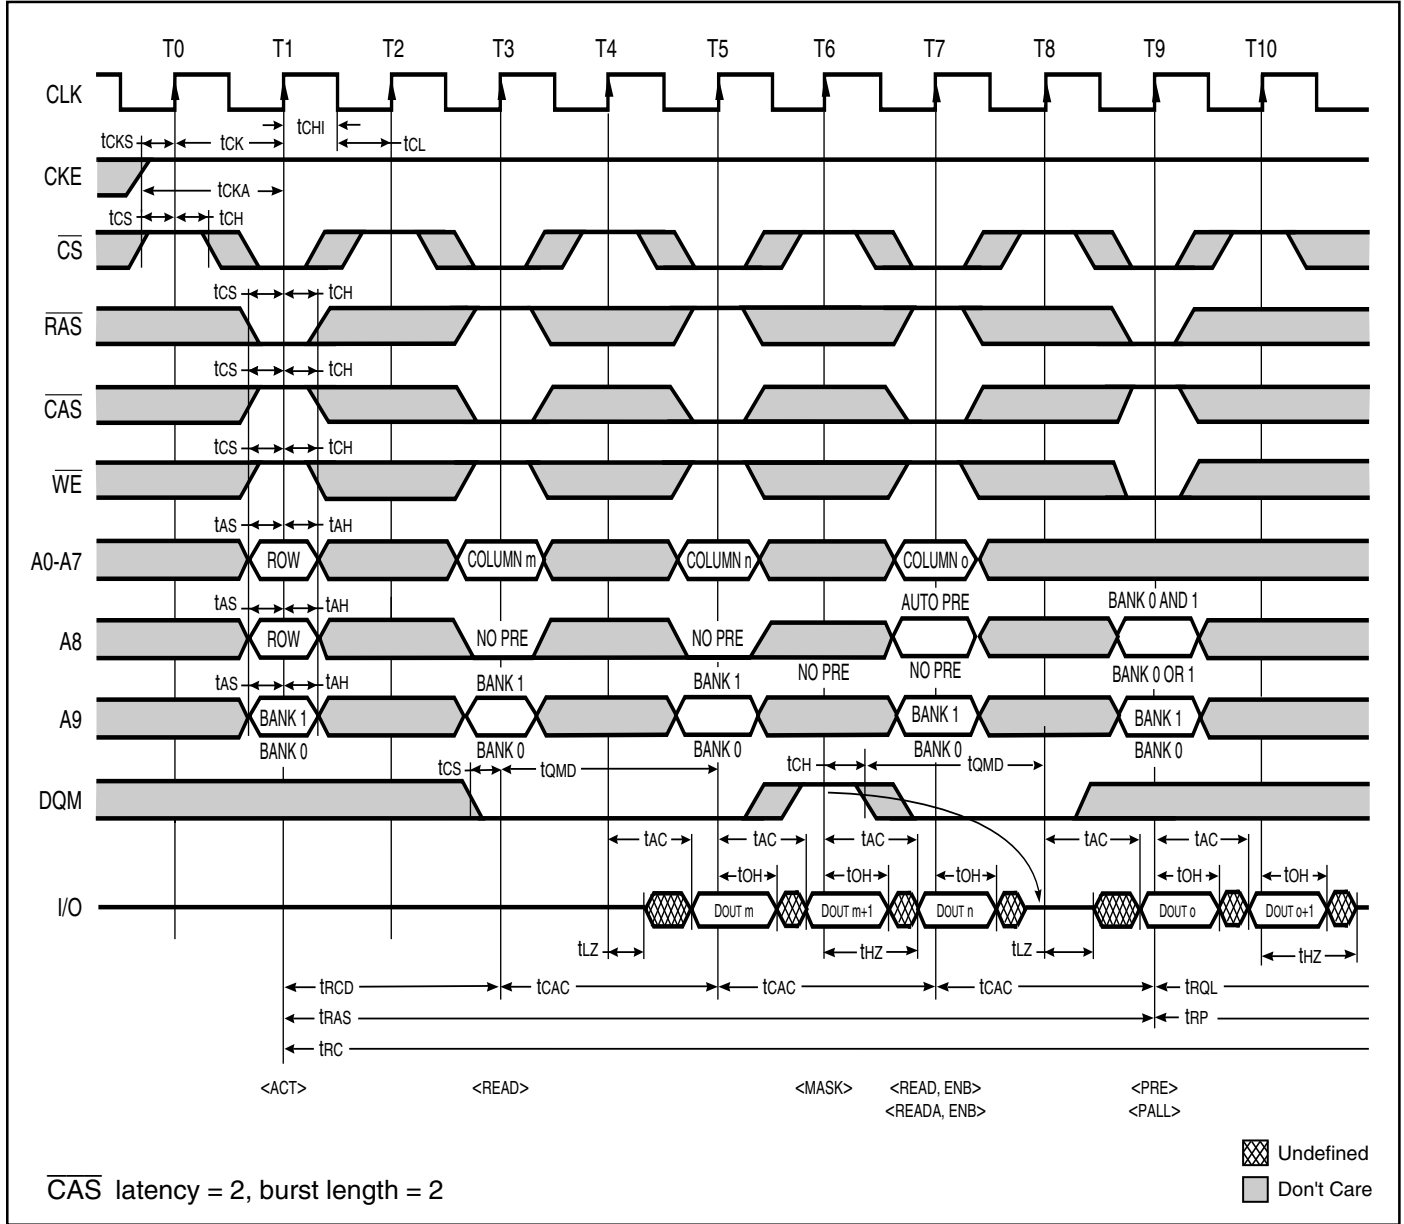 T0 T1 T2 T3 T4 T5 T6 T7 T8 T9 T10
CLK
tCHI
tCKS tCK tCL
CKE
tCKA
tCS tCH
CS
tCS tCH
RAS
tCS tCH
CAS
tCS tCH
WE
tAS tAH
A0-A7 ROW COLUMN m COLUMN n COLUMN o
tAS tAH AUTO PRE BANK 0 AND 1
A8 ROW NO PRE NO PRE
NO PRE NO PRE BANK 0 OR 1
tAS tAH BANK 1 BANK 1
A9 BANK 1 BANK 1 BANK 1
BANK 0 BANK 0 BANK 0 BANK 0 BANK 0
tCS tQMD tCH tQMD
DQM
tAC tAC tAC tAC tAC
tOH tOH tOH tOH tOH
I/O DOUT m DOUT m+1 DOUT n DOUT o DOUT o+1
tLZ tHZ tLZ tHZ
tRCD tCAC tCAC tCAC tRQL
tRAS tRP
tRC
<ACT> <READ> <MASK> <READ, ENB> <PRE>
<READA, ENB> <PALL>
Undefined
Don't Care
CAS latency = 2, burst length = 2